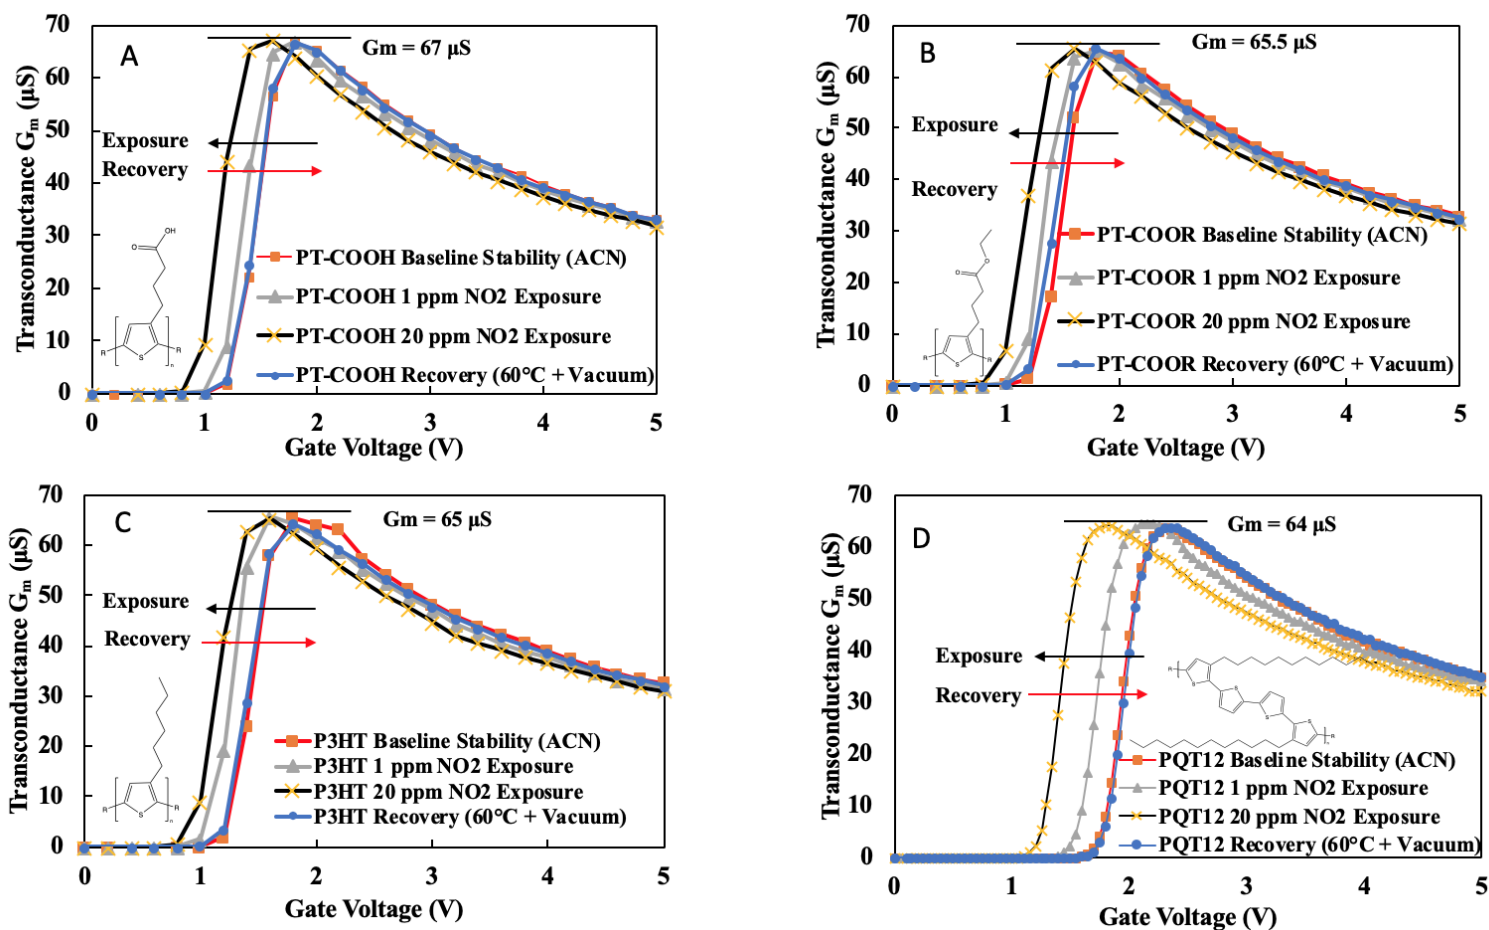 A
Gm = 67 µS
Transconductance Gm (µS)
70
60
50
40
30
20
10
0
Exposure
Recovery
OH
O
S
R
R
n
PT-COOH Baseline Stability (ACN)
PT-COOH 1 ppm NO2 Exposure
PT-COOH 20 ppm NO2 Exposure
PT-COOH Recovery (60°C + Vacuum)
0 1 2 3 4 5
Gate Voltage (V)
B
Gm = 65.5 µS
Transconductance Gm (µS)
70
60
50
40
30
20
10
0
Exposure
Recovery
O
O
S
R
R
n
PT-COOR Baseline Stability (ACN)
PT-COOR 1 ppm NO2 Exposure
PT-COOR 20 ppm NO2 Exposure
PT-COOR Recovery (60°C + Vacuum)
0 1 2 3 4 5
Gate Voltage (V)
C
Gm = 65 µS
Transconductance Gm (µS)
70
60
50
40
30
20
10
0
Exposure
Recovery
S
R
R
n
P3HT Baseline Stability (ACN)
P3HT 1 ppm NO2 Exposure
P3HT 20 ppm NO2 Exposure
P3HT Recovery (60°C + Vacuum)
0 1 2 3 4 5
Gate Voltage (V)
D
Gm = 64 µS
Transconductance Gm (µS)
70
60
50
40
30
20
10
0
Exposure
Recovery
R
S
S
S
S
R
n
PQT12 Baseline Stability (ACN)
PQT12 1 ppm NO2 Exposure
PQT12 20 ppm NO2 Exposure
PQT12 Recovery (60°C + Vacuum)
0 1 2 3 4 5
Gate Voltage (V)